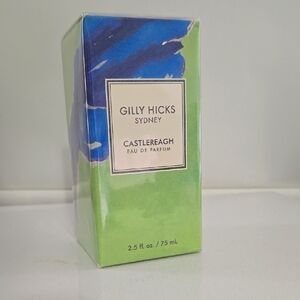 GILLY HICKS
SYDNEY
CASTLEREAGH
EAU DE PARFUM
2.5 fl. oz. / 75 mL